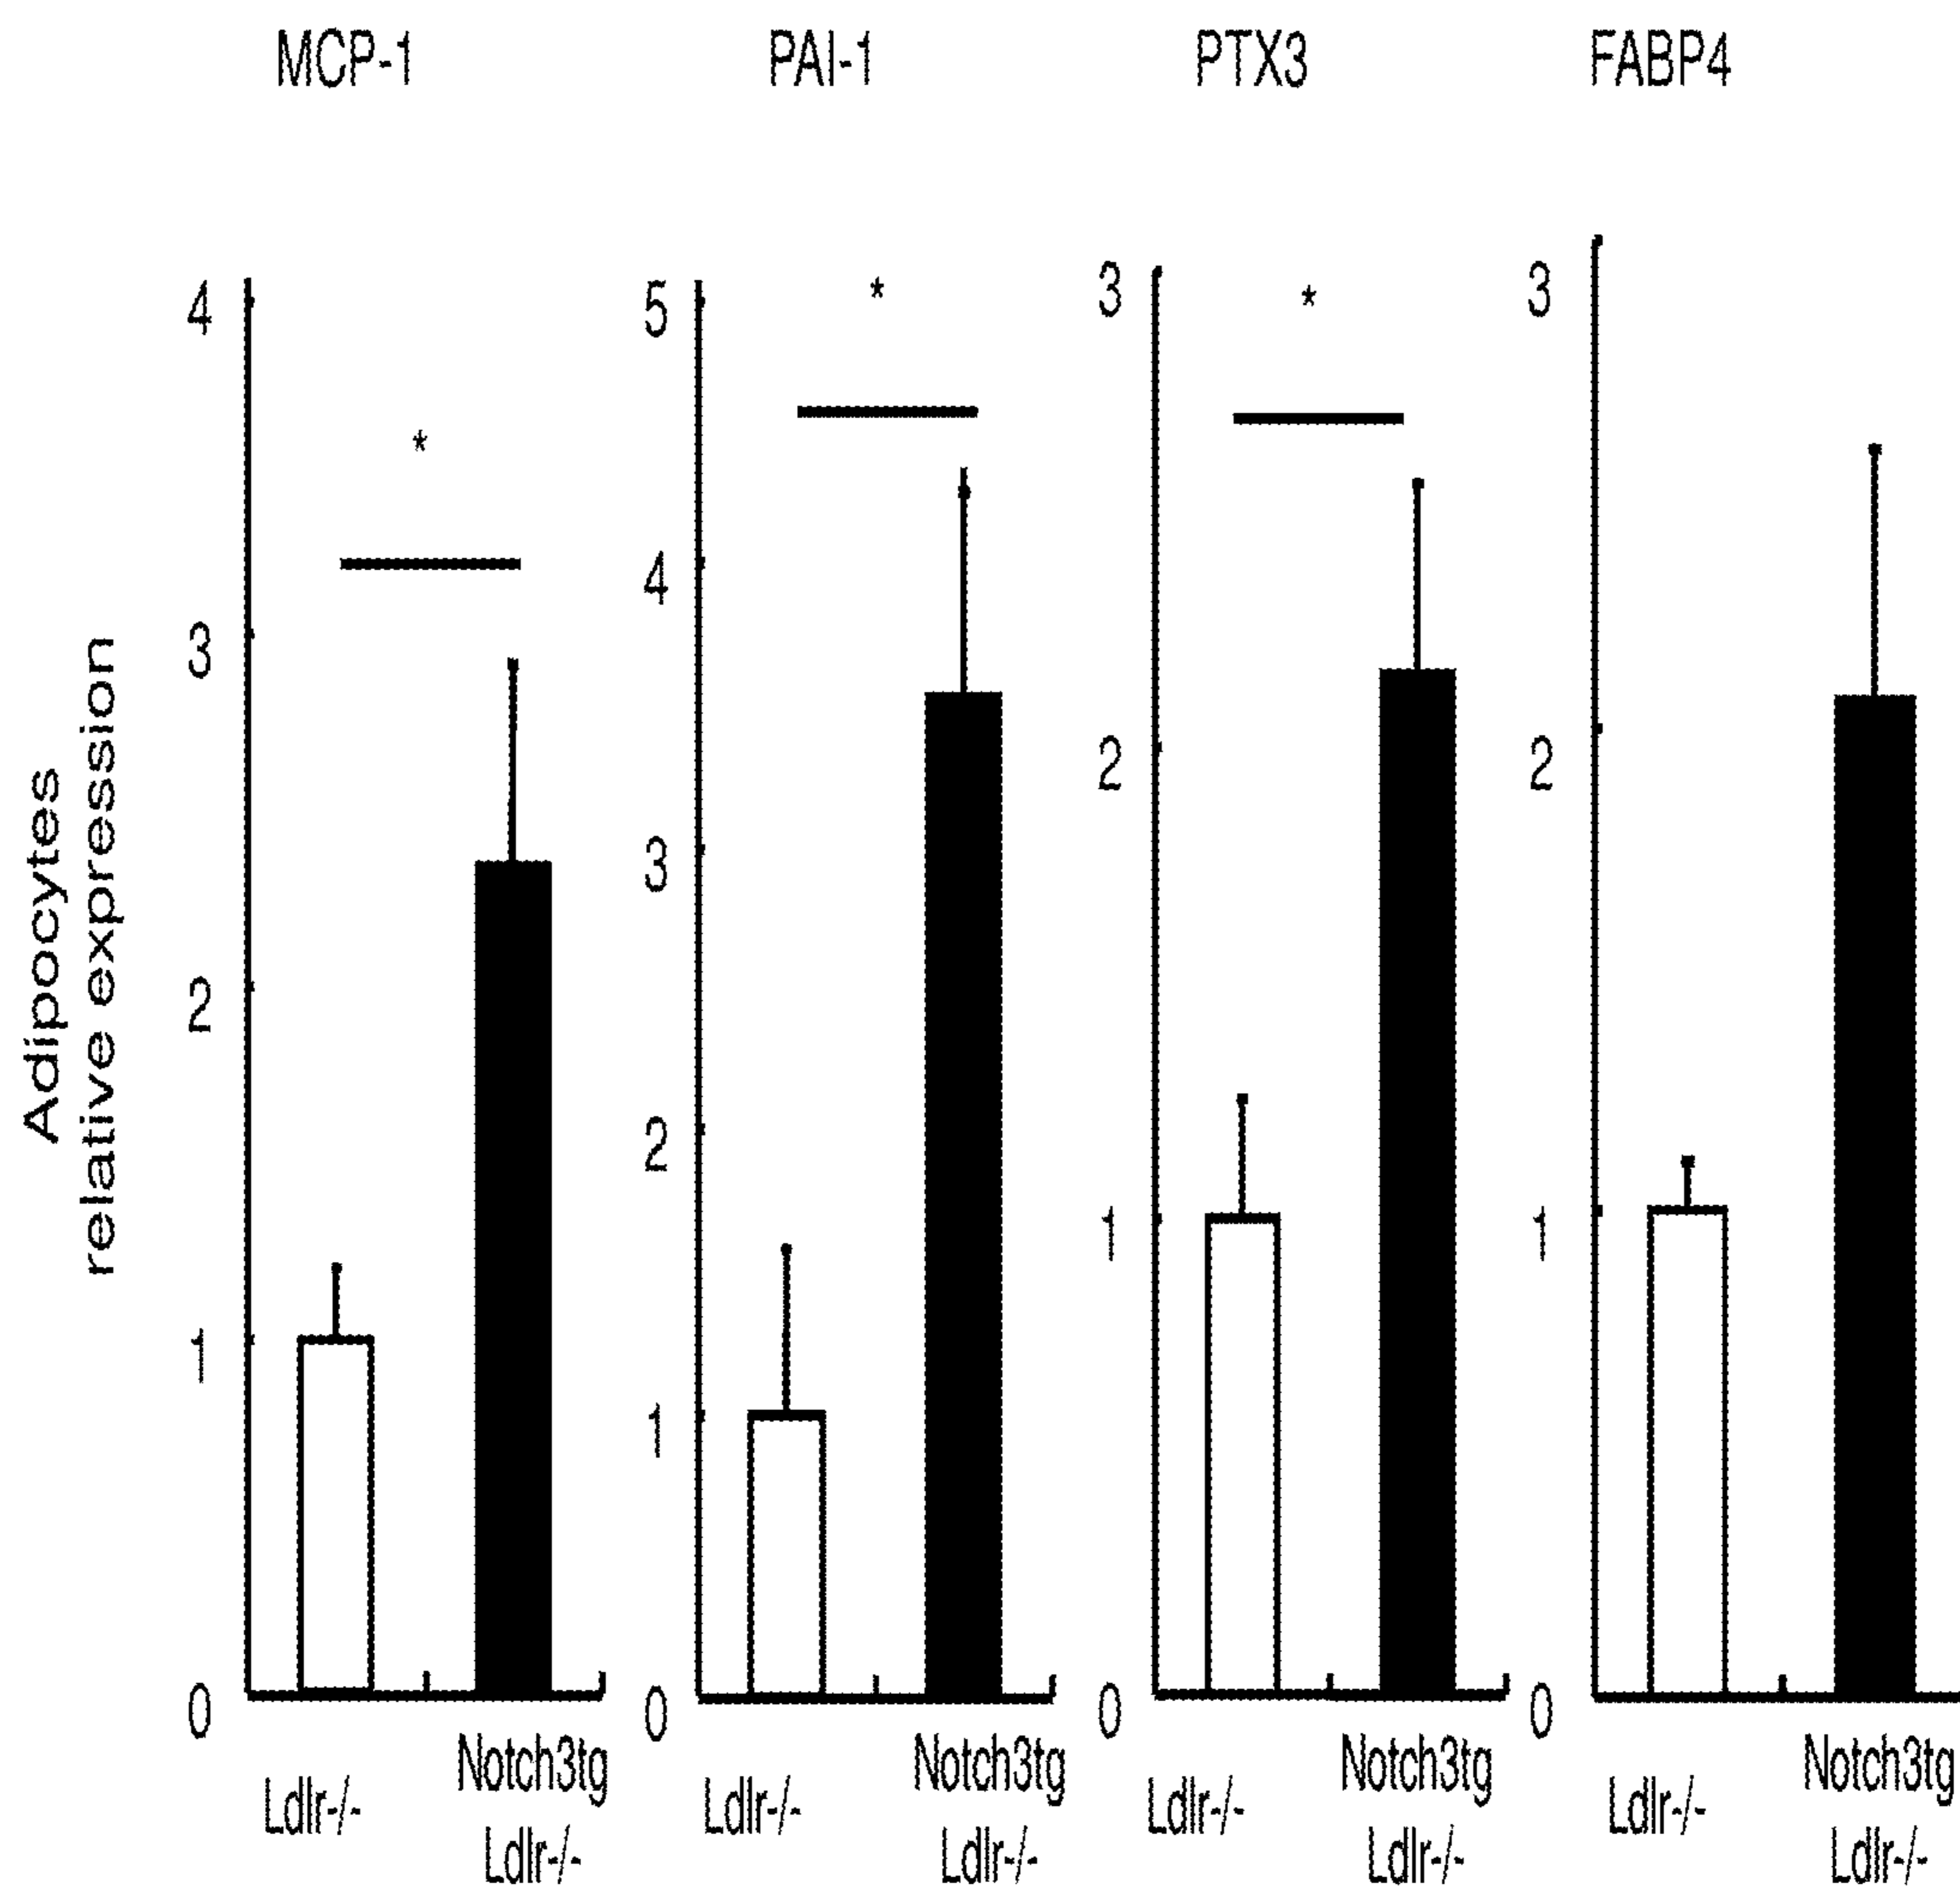 MCP-1 PAI-1 PTX3 FABP4
Adipocytes
relative expression
4
3
2
1
0
*
5
4
3
2
1
0
*
3
2
1
0
*
3
2
1
0
Ldlr-/-
Notch3tg
Ldlr-/-
Ldlr-/-
Notch3tg
Ldlr-/-
Ldlr-/-
Notch3tg
Ldlr-/-
Ldlr-/-
Notch3tg
Ldlr-/-